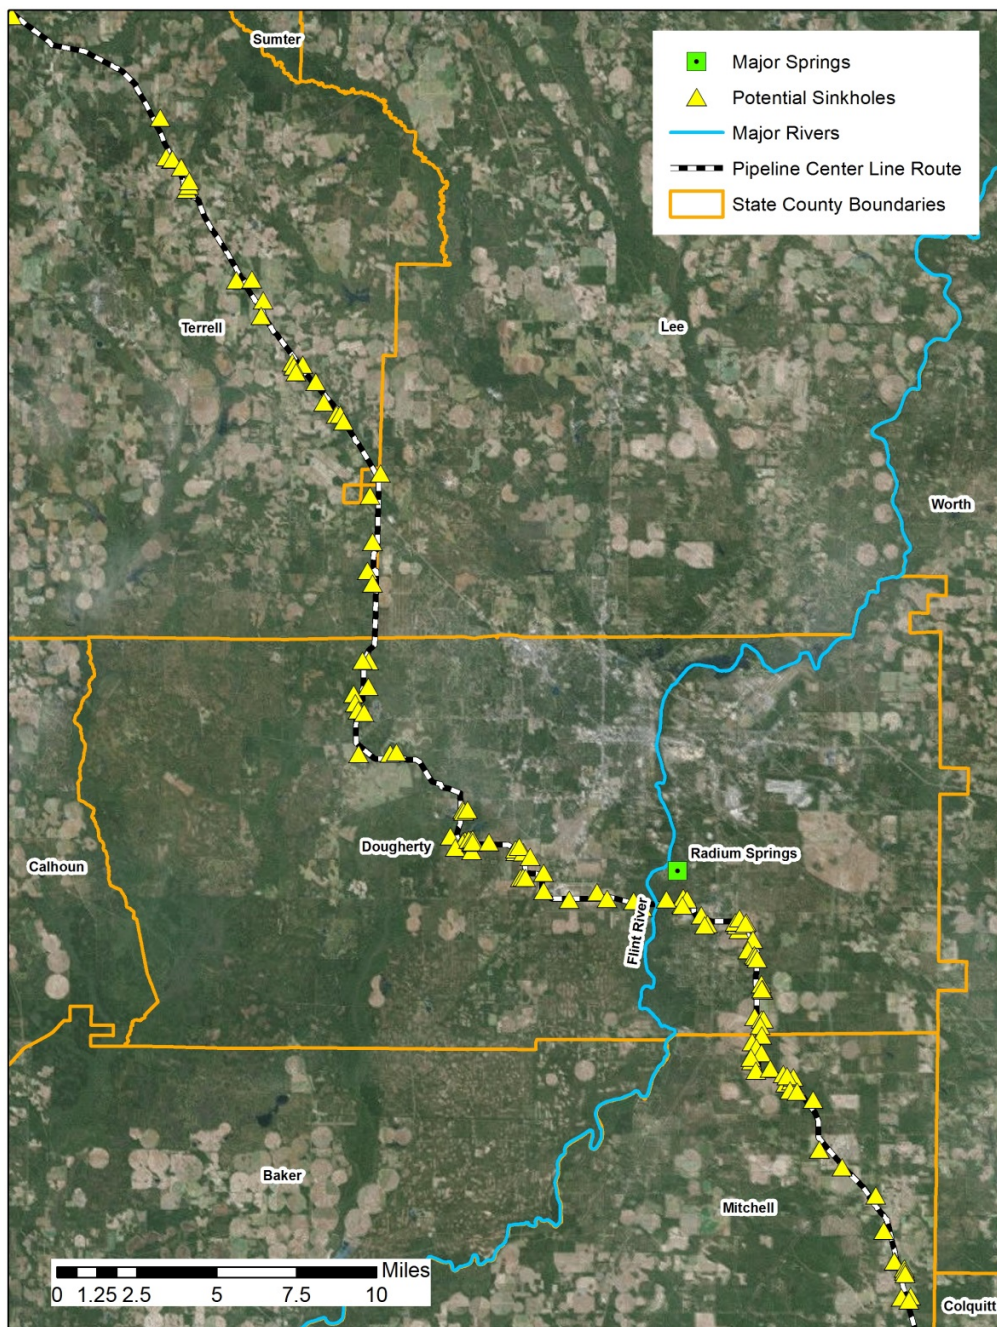 Sumter
Major Springs
Potential Sinkholes
Major Rivers
Pipeline Center Line Route
State County Boundaries
Terrell
Lee
Worth
Dougherty
Radium Springs
Calhoun
Flint River
Baker
Mitchell
Miles
0 1.25 2.5 5 7.5 10
Colquitt